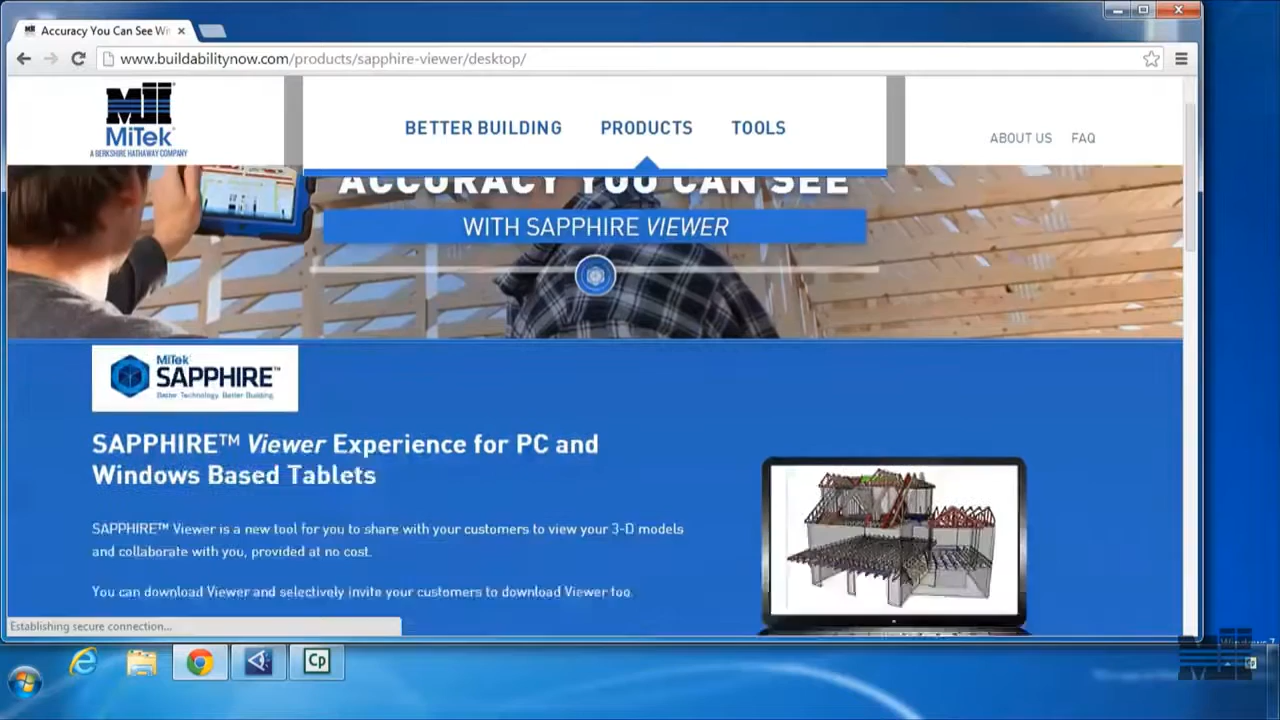 Accuracy You Can See Wi
www.buildabilitynow.com/products/sapphire-viewer/desktop/
MiTek
A BERKSHIRE HATHAWAY COMPANY
BETTER BUILDING
PRODUCTS
TOOLS
ABOUT US
FAQ
ACCURACY YOU CAN SEE
WITH SAPPHIRE VIEWER
MiTek
SAPPHIRE™
Better Technology. Better Building.
SAPPHIRE™ Viewer Experience for PC and
Windows Based Tablets
SAPPHIRE™ Viewer is a new tool for you to share with your customers to view your 3-D models
and collaborate with you, provided at no cost.
You can download Viewer and selectively invite your customers to download Viewer too.
Establishing secure connection...
Windows 7
Cp